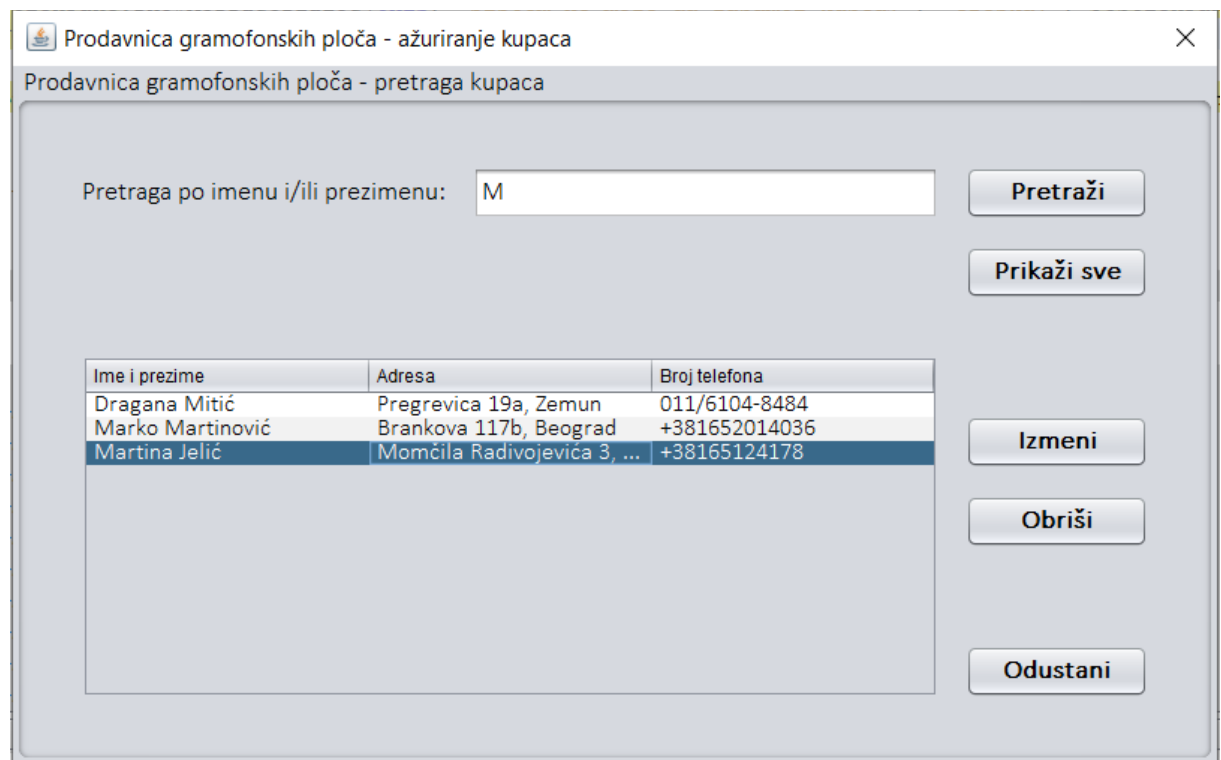 Prodavnica gramofonskih ploča - ažuriranje kupaca
Prodavnica gramofonskih ploča - pretraga kupaca
Pretraga po imenu i/ili prezimenu: M Pretraži
Prikaži sve
Ime i prezime Adresa Broj telefona
Dragana Mitić Pregrevica 19a, Zemun 011/6104-8484
Marko Martinović Brankova 117b, Beograd +381652014036
Martina Jelić Momčila Radivojevića 3, ... +38165124178
Izmeni
Obriši
Odustani